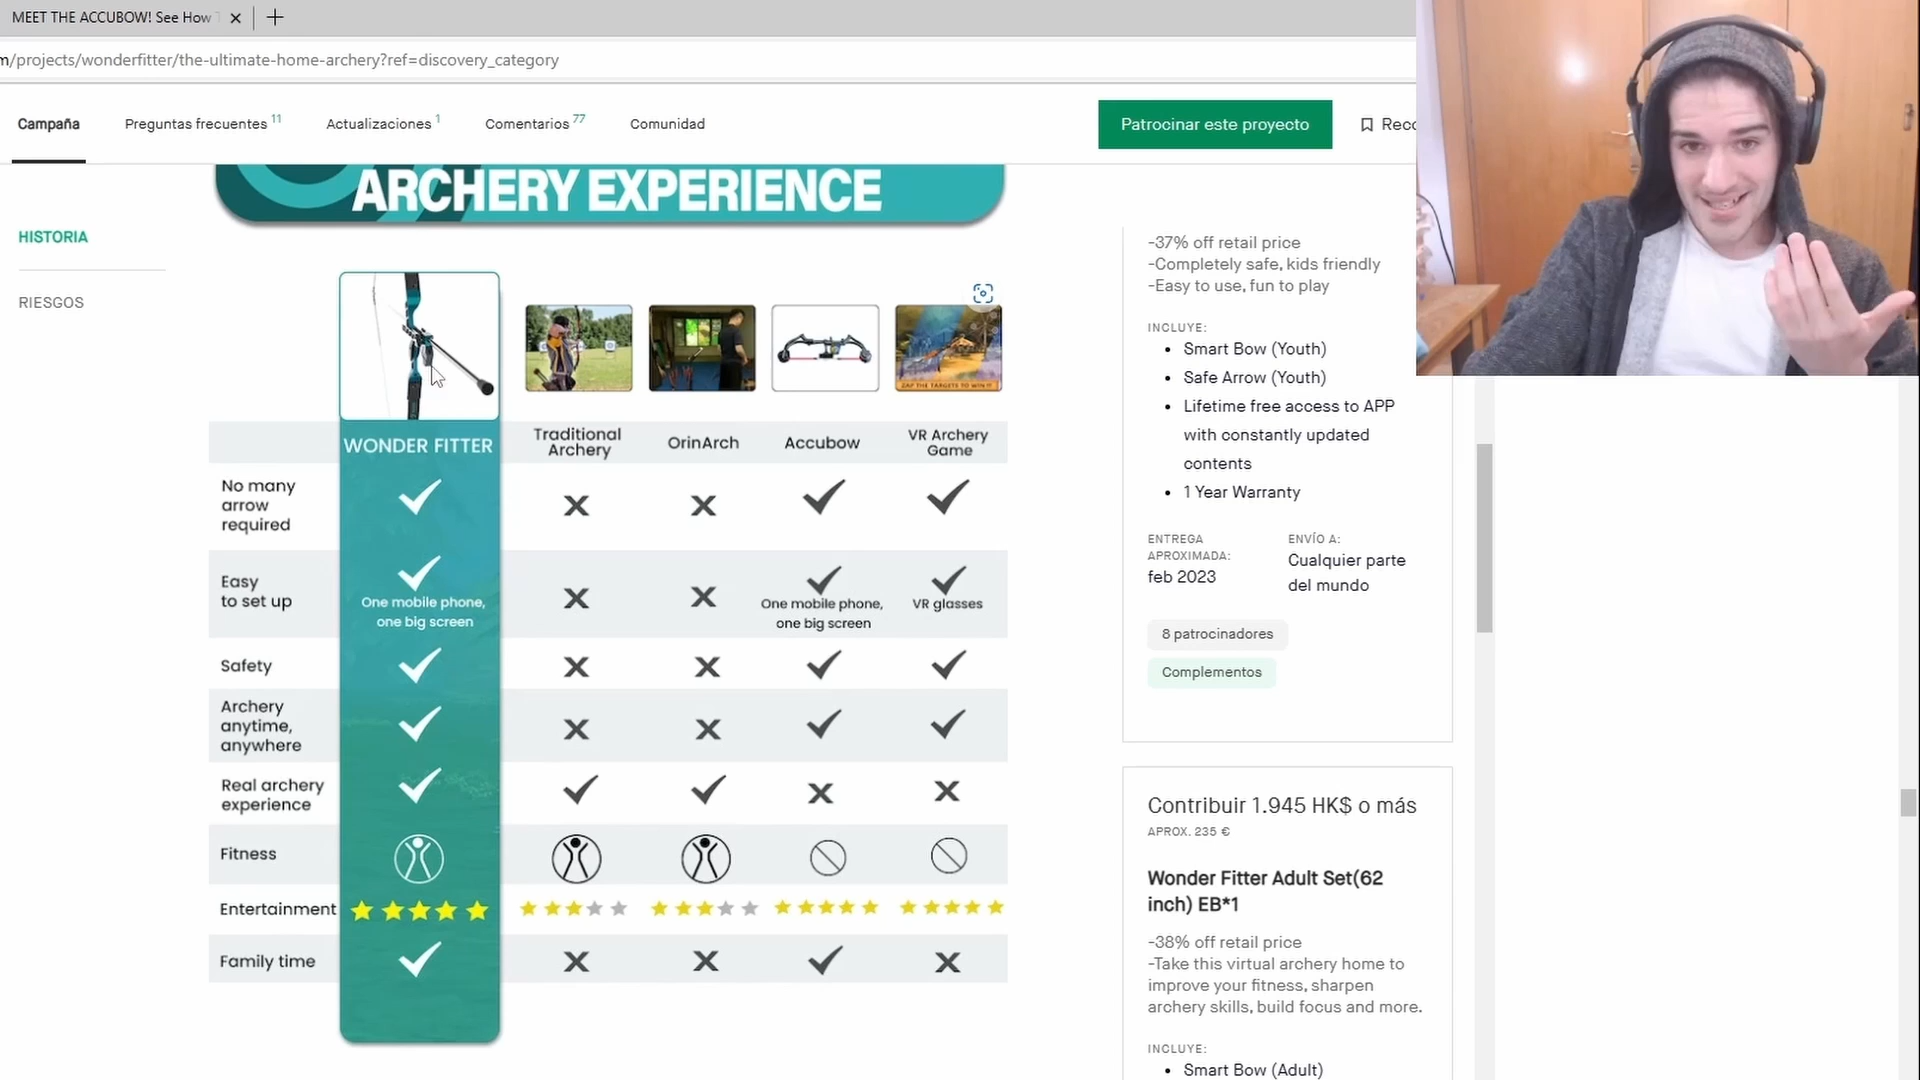 MEET THE ACCUBOW! See How
m/projects/wonderfitter/the-ultimate-home-archery?ref=discovery_category
Campaña
Preguntas frecuentes 11
Actualizaciones 1
Comentarios 77
Comunidad
Patrocinar este proyecto
ARCHERY EXPERIENCE
HISTORIA
RIESGOS
ZAP THE TARGETS TO WIN !!
WONDER FITTER
Traditional
Archery
OrinArch
Accubow
VR Archery
Game
No many
arrow
required
Easy
to set up
One mobile phone,
one big screen
One mobile phone,
one big screen
VR glasses
Safety
Archery
anytime,
anywhere
Real archery
experience
Fitness
Entertainment
Family time
-37% off retail price
-Completely safe, kids friendly
-Easy to use, fun to play
INCLUYE:
• Smart Bow (Youth)
• Safe Arrow (Youth)
• Lifetime free access to APP
with constantly updated
contents
• 1 Year Warranty
ENTREGA
APROXIMADA:
feb 2023
ENVÍO A:
Cualquier parte
del mundo
8 patrocinadores
Complementos
Contribuir 1.945 HK$ o más
APROX. 235 €
Wonder Fitter Adult Set(62
inch) EB*1
-38% off retail price
-Take this virtual archery home to
improve your fitness, sharpen
archery skills, build focus and more.
INCLUYE:
• Smart Bow (Adult)